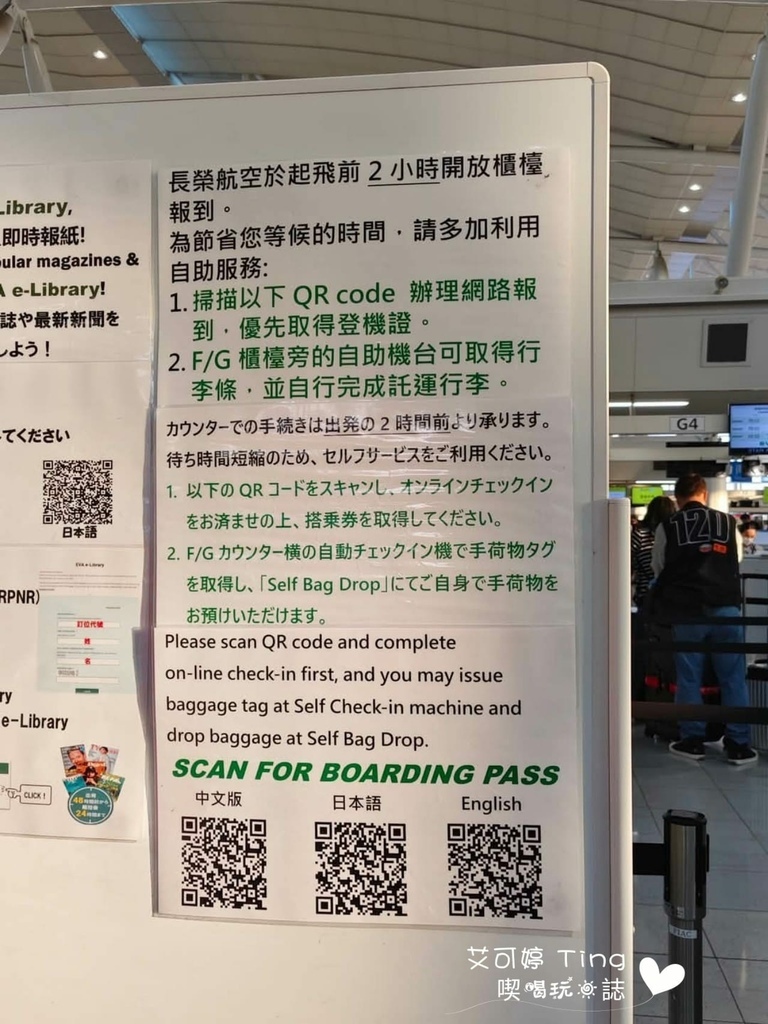 Library,
即時報紙!
ular magazines &
A e-Library!
誌や最新新聞を
しよう！
てください
日本語
EVA e-Library
RPNR)
訂位代號
姓
名
ry
e-Library
CLICK!
長榮航空於起飛前 2 小時開放櫃檯
報到。
為節省您等候的時間，請多加利用
自助服務:
1. 掃描以下 QR code 辦理網路報
到，優先取得登機證。
2. F/G 櫃檯旁的自助機台可取得行
李條，並自行完成託運行李。
カウンターでの手続きは出発の 2 時間前より承ります。
待ち時間短縮のため、セルフサービスをご利用ください。
1. 以下の QR コードをスキャンし、オンラインチェックイン
をお済ませの上、搭乗券を取得してください。
2. F/G カウンター横の自動チェックイン機で手荷物タグ
を取得し、「Self Bag Drop」にてご自身で手荷物を
お預けいただけます。
Please scan QR code and complete
on-line check-in first, and you may issue
baggage tag at Self Check-in machine and
drop baggage at Self Bag Drop.
SCAN FOR BOARDING PASS
中文版 日本語 English
G4
120
艾可婷 Ting
喫喝玩誌